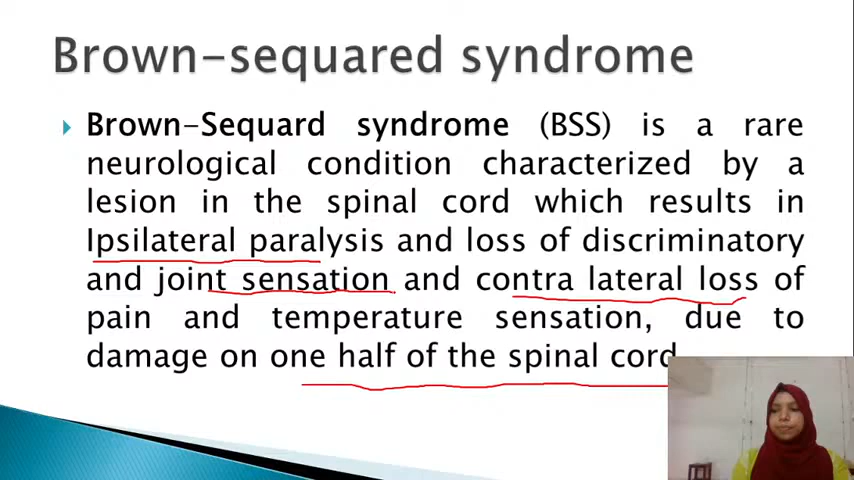 Brown-sequared syndrome
Brown-Sequard syndrome (BSS) is a rare
neurological condition characterized by a
lesion in the spinal cord which results in
Ipsilateral paralysis and loss of discriminatory
and joint sensation and contra lateral loss of
pain and temperature sensation, due to
damage on one half of the spinal cord